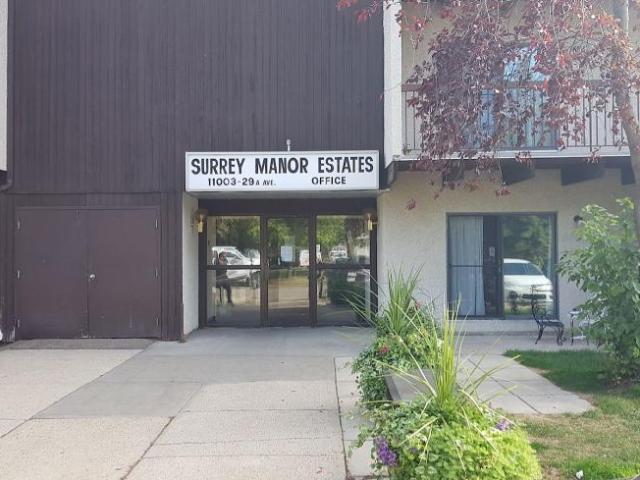 SURREY MANOR ESTATES
11003-29A AVE. OFFICE